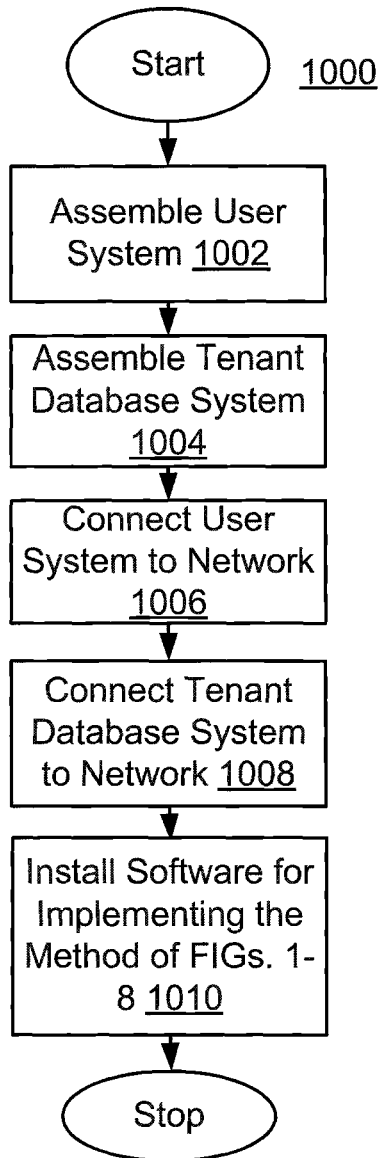 Start
1000
Assemble User
System 1002
Assemble Tenant
Database System
1004
Connect User
System to Network
1006
Connect Tenant
Database System
to Network 1008
Install Software for
Implementing the
Method of FIGs. 1-
8 1010
Stop